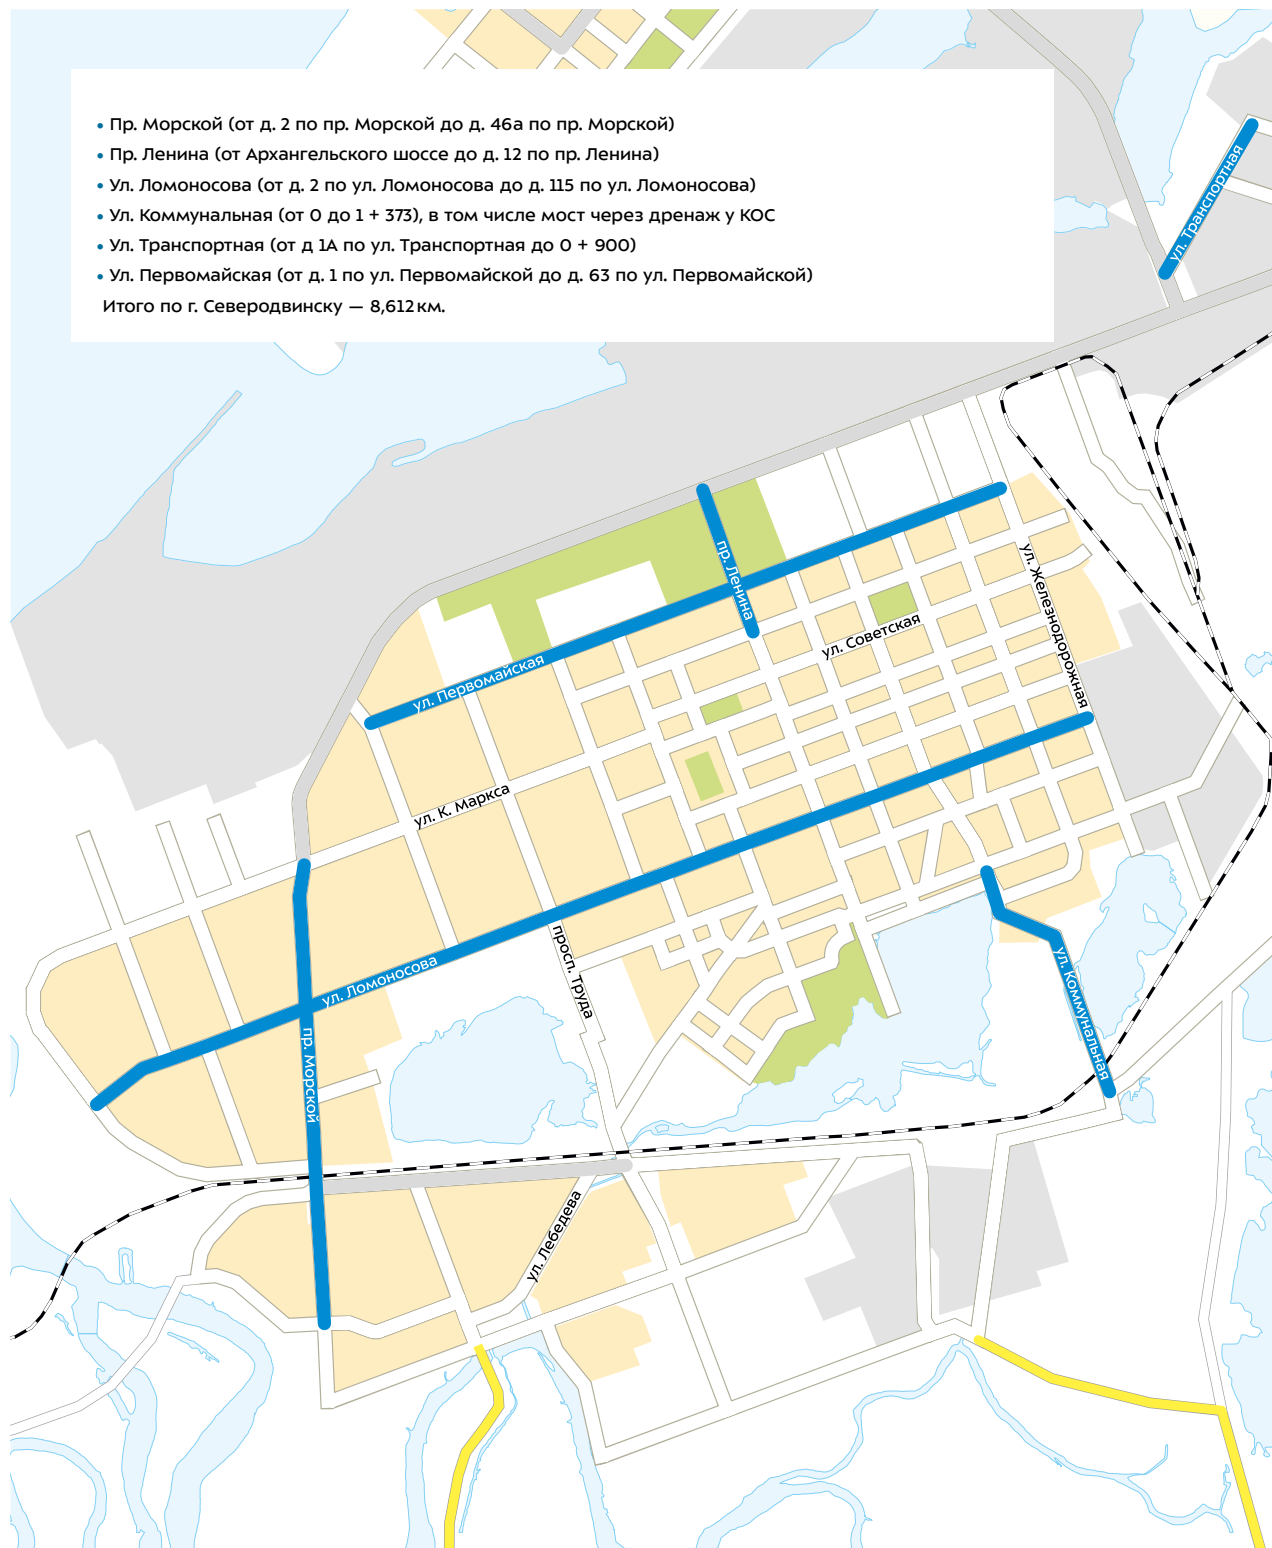 • Пр. Морской (от д. 2 по пр. Морской до д. 46а по пр. Морской)
• Пр. Ленина (от Архангельского шоссе до д. 12 по пр. Ленина)
• Ул. Ломоносова (от д. 2 по ул. Ломоносова до д. 115 по ул. Ломоносова)
• Ул. Коммунальная (от 0 до 1 + 373), в том числе мост через дренаж у КОС
• Ул. Транспортная (от д 1А по ул. Транспортная до 0 + 900)
• Ул. Первомайская (от д. 1 по ул. Первомайской до д. 63 по ул. Первомайской)
Итого по г. Северодвинску — 8,612 км.
ул. Транспортная
пр. Ленина
ул. Железнодорожная
ул. Советская
ул. Первомайская
ул. К. Маркса
ул. Ломоносова
просп. Труда
ул. Коммунальная
пр. Морской
ул. Лебедева